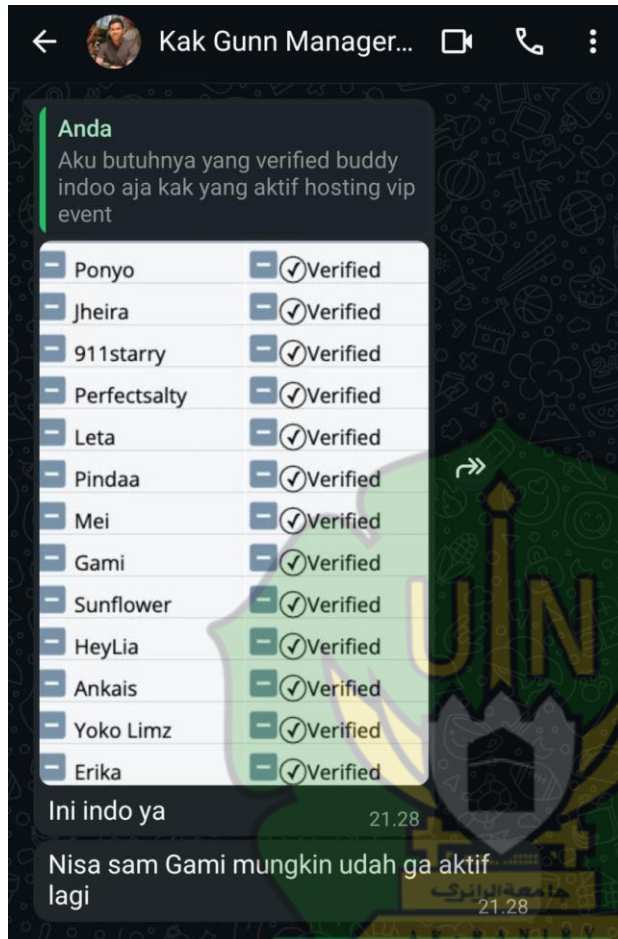 Kak Gunn Manager...
Anda
Aku butuhnya yang verified buddy
indoo aja kak yang aktif hosting vip
event
Ponyo Verified
Jheira Verified
911starry Verified
Perfectsalty Verified
Leta Verified
Pindaa Verified
Mei Verified
Gami Verified
Sunflower Verified
HeyLia Verified
Ankais Verified
Yoko Limz Verified
Erika Verified
Ini indo ya 21.28
Nisa sam Gami mungkin udah ga aktif
lagi 21.28
UIN
جامعة الرانري
AR-RANIRY